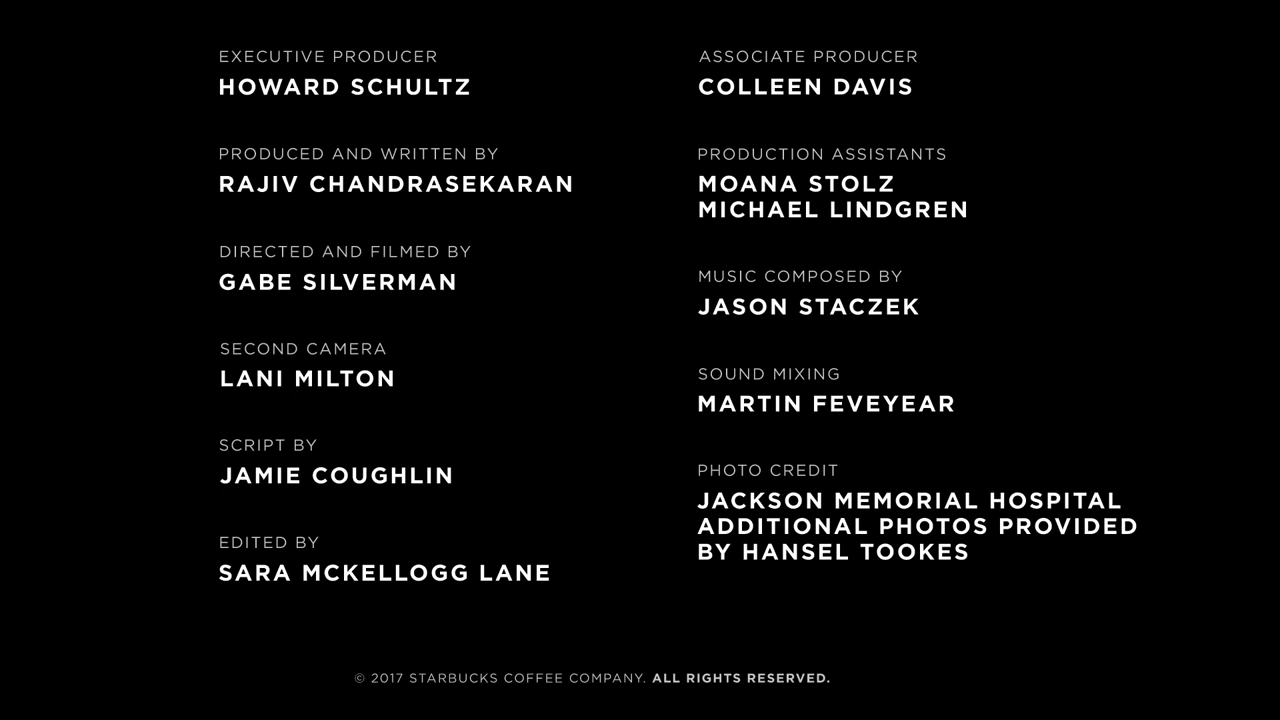 EXECUTIVE PRODUCER
HOWARD SCHULTZ
PRODUCED AND WRITTEN BY
RAJIV CHANDRASEKARAN
DIRECTED AND FILMED BY
GABE SILVERMAN
SECOND CAMERA
LANI MILTON
SCRIPT BY
JAMIE COUGHLIN
EDITED BY
SARA MCKELLOGG LANE
ASSOCIATE PRODUCER
COLLEEN DAVIS
PRODUCTION ASSISTANTS
MOANA STOLZ
MICHAEL LINDGREN
MUSIC COMPOSED BY
JASON STACZEK
SOUND MIXING
MARTIN FEVEYEAR
PHOTO CREDIT
JACKSON MEMORIAL HOSPITAL
ADDITIONAL PHOTOS PROVIDED
BY HANSEL TOOKES
© 2017 STARBUCKS COFFEE COMPANY. ALL RIGHTS RESERVED.